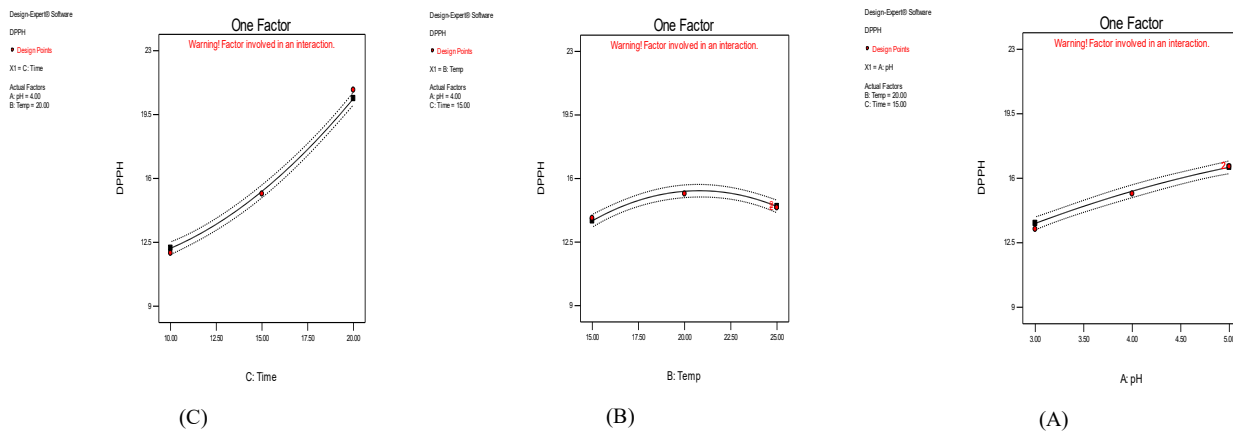 Design-Expert® Software
DPPH
Design Points
X1 = C: Time
Actual Factors
A: pH = 4.00
B: Temp = 20.00
One Factor
Warning! Factor involved in an interaction.
DPPH
23
19.5
16
12.5
9
10.00 12.50 15.00 17.50 20.00
C: Time
(C)
Design-Expert® Software
DPPH
Design Points
X1 = B: Temp
Actual Factors
A: pH = 4.00
C: Time = 15.00
One Factor
Warning! Factor involved in an interaction.
DPPH
23
19.5
16
12.5
9
2
15.00 17.50 20.00 22.50 25.00
B: Temp
(B)
Design-Expert® Software
DPPH
Design Points
X1 = A: pH
Actual Factors
B: Temp = 20.00
C: Time = 15.00
One Factor
Warning! Factor involved in an interaction.
DPPH
23
19.5
16
12.5
9
2
3.00 3.50 4.00 4.50 5.00
A: pH
(A)